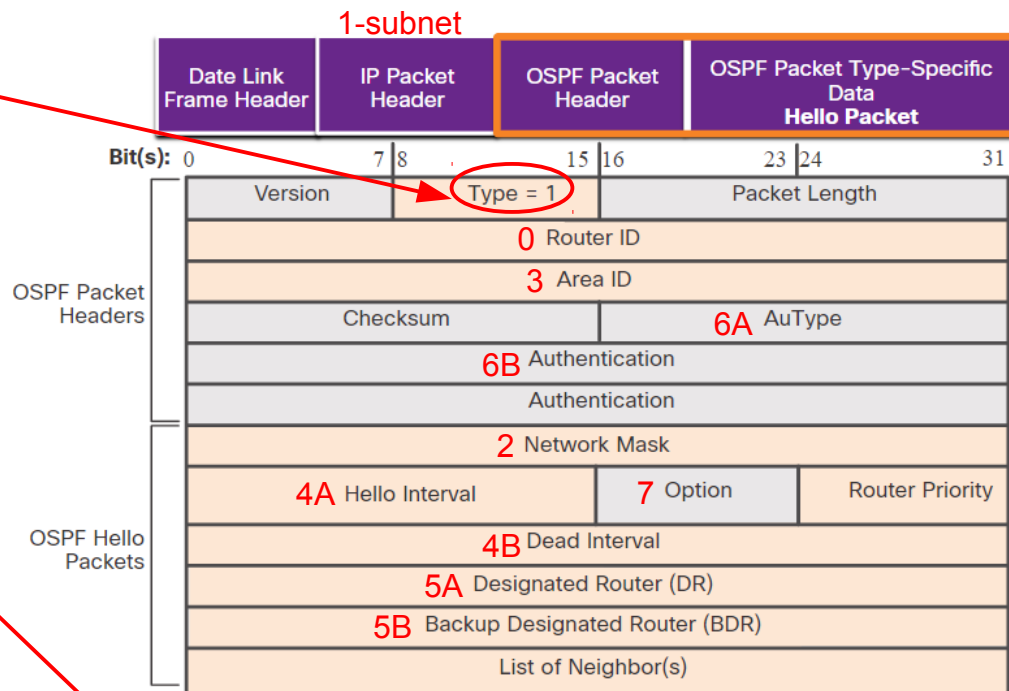 1-subnet
Date Link Frame Header
IP Packet Header
OSPF Packet Header
OSPF Packet Type-Specific Data
Hello Packet
Bit(s): 0 7 8 15 16 23 24 31
OSPF Packet Headers
Version Type = 1 Packet Length
0 Router ID
3 Area ID
Checksum 6A AuType
6B Authentication
Authentication
OSPF Hello Packets
2 Network Mask
4A Hello Interval 7 Option Router Priority
4B Dead Interval
5A Designated Router (DR)
5B Backup Designated Router (BDR)
List of Neighbor(s)